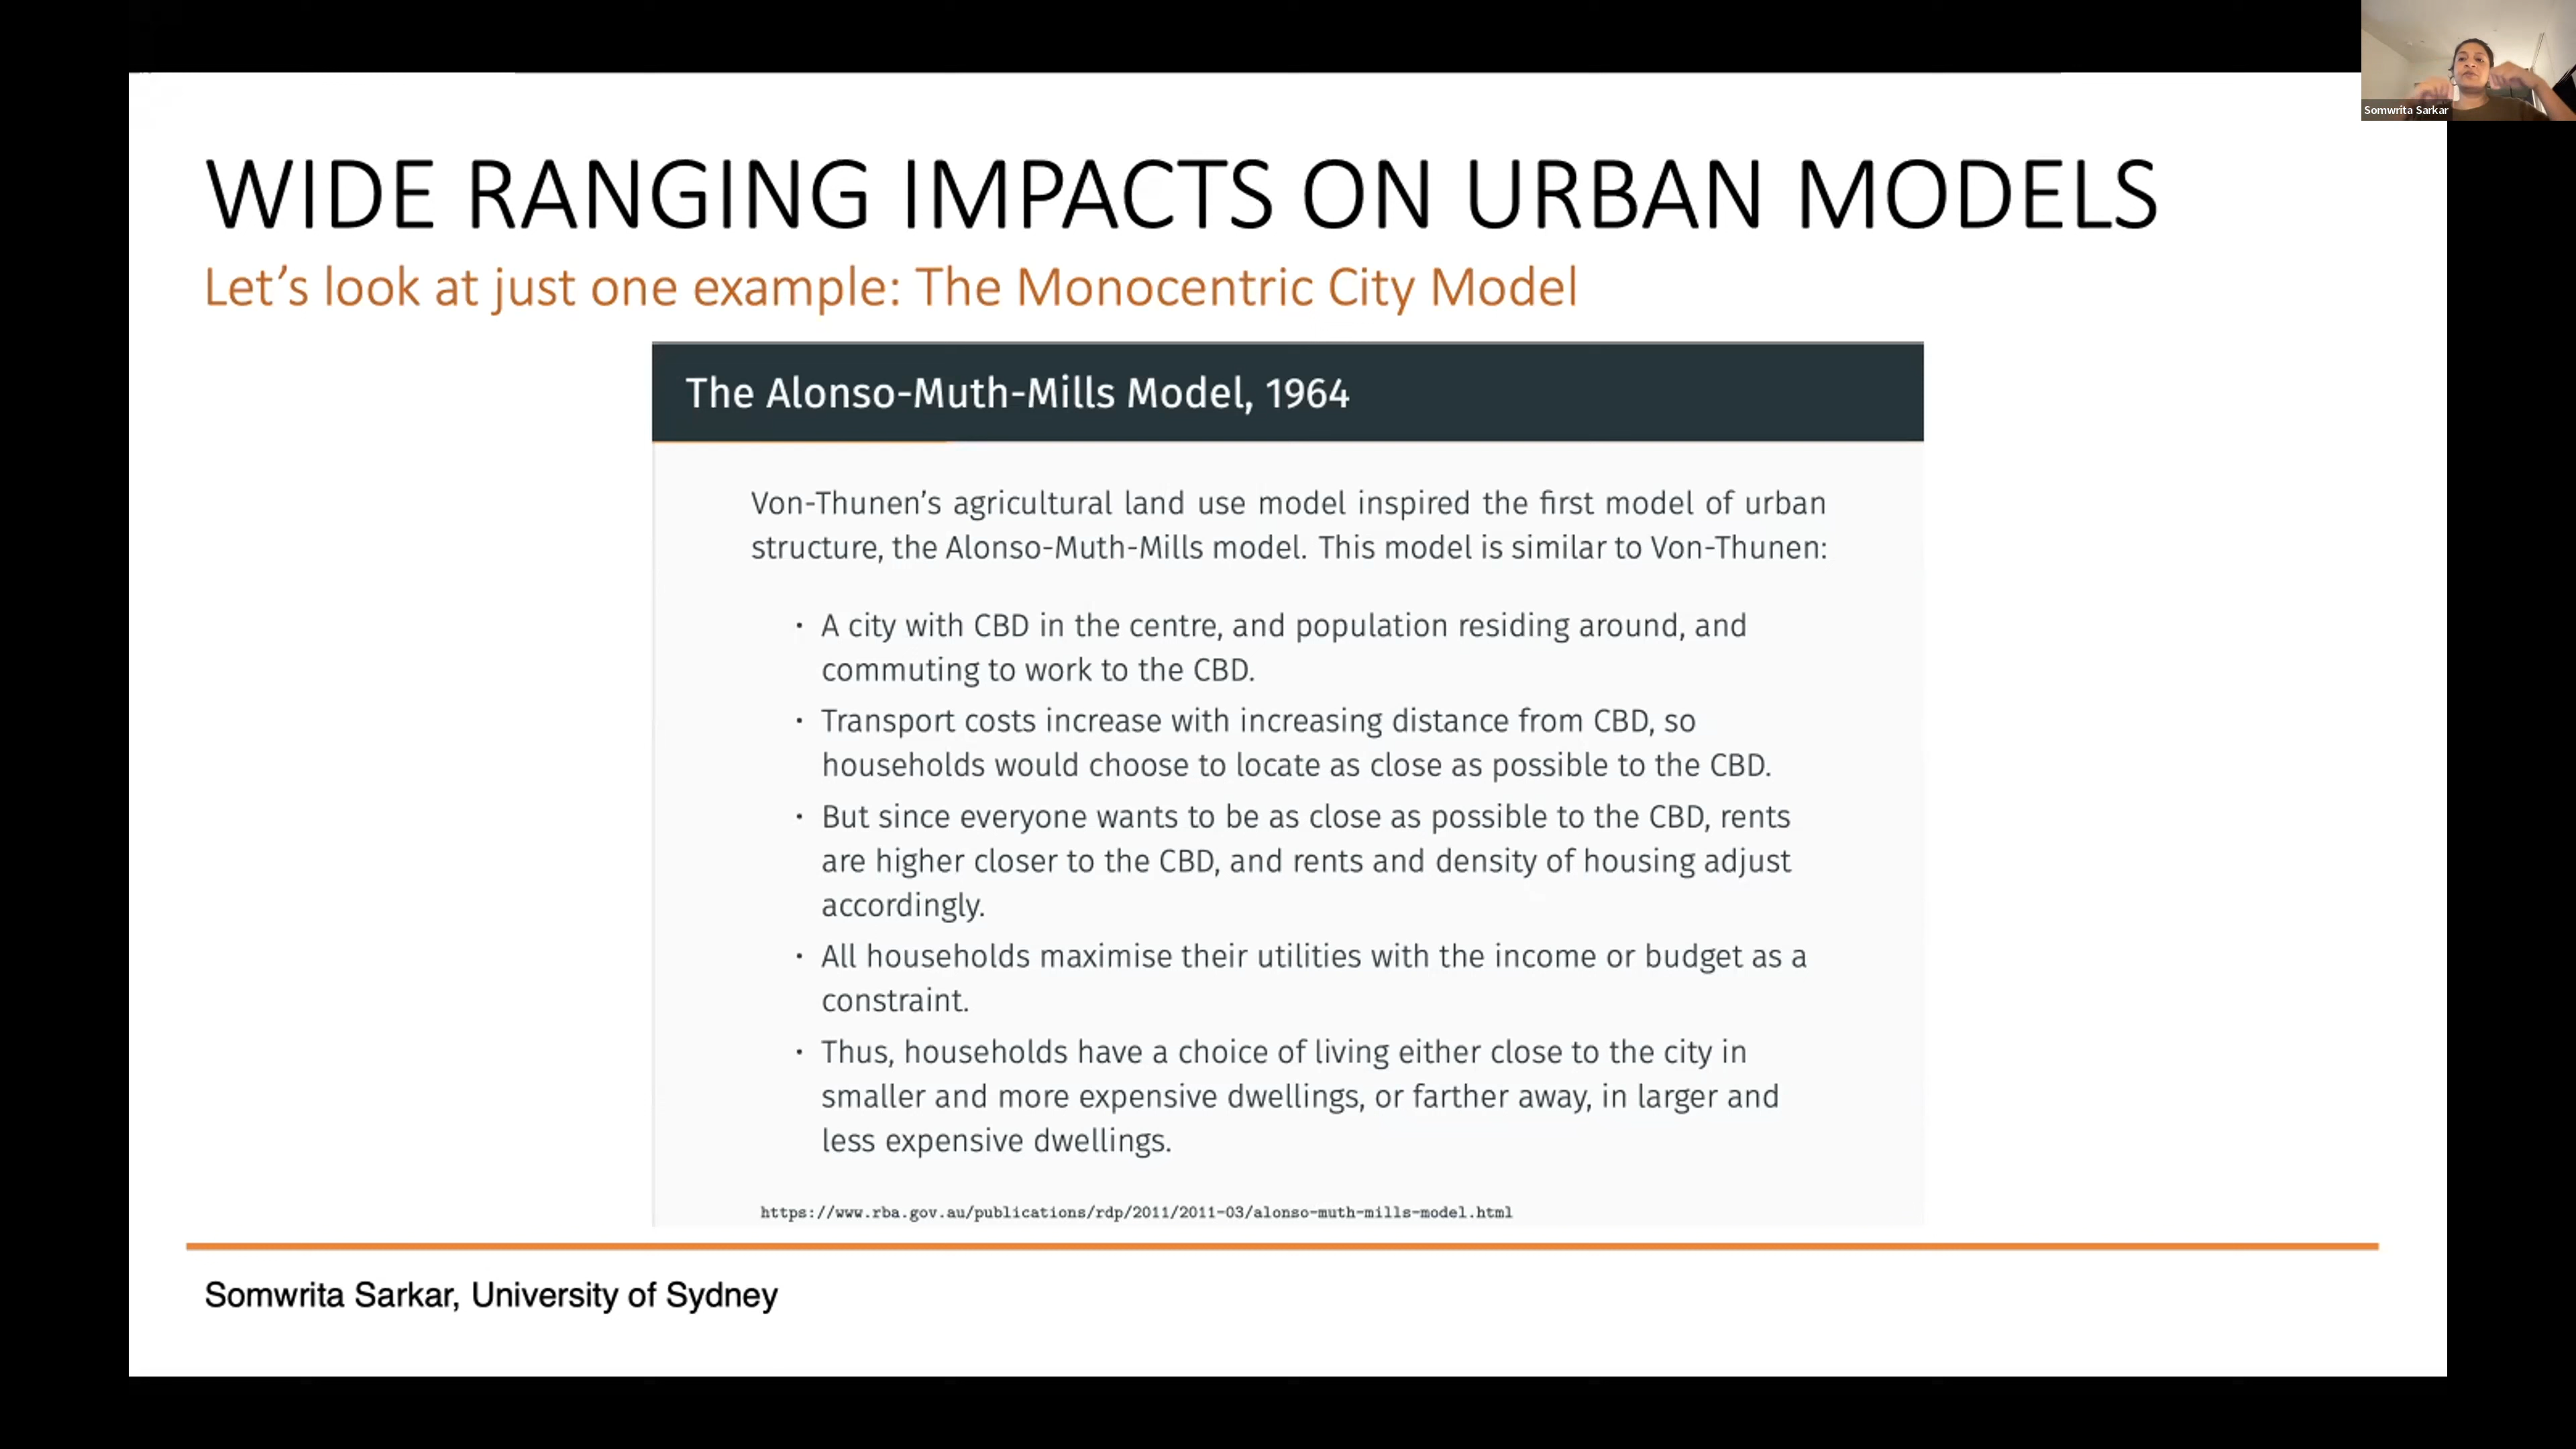 Somwrita Sarkar
WIDE RANGING IMPACTS ON URBAN MODELS
Let's look at just one example: The Monocentric City Model
The Alonso-Muth-Mills Model, 1964
Von-Thunen's agricultural land use model inspired the first model of urban
structure, the Alonso-Muth-Mills model. This model is similar to Von-Thunen:
· A city with CBD in the centre, and population residing around, and
commuting to work to the CBD.
· Transport costs increase with increasing distance from CBD, so
households would choose to locate as close as possible to the CBD.
· But since everyone wants to be as close as possible to the CBD, rents
are higher closer to the CBD, and rents and density of housing adjust
accordingly.
· All households maximise their utilities with the income or budget as a
constraint.
· Thus, households have a choice of living either close to the city in
smaller and more expensive dwellings, or farther away, in larger and
less expensive dwellings.
https://www.rba.gov.au/publications/rdp/2011/2011-03/alonso-muth-mills-model.html
Somwrita Sarkar, University of Sydney